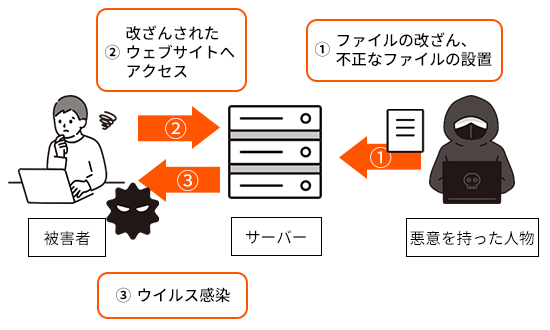 改ざんされた
② ウェブサイトへ
アクセス
① ファイルの改ざん、
不正なファイルの設置
②
①
③
被害者
サーバー
悪意を持った人物
③ ウイルス感染